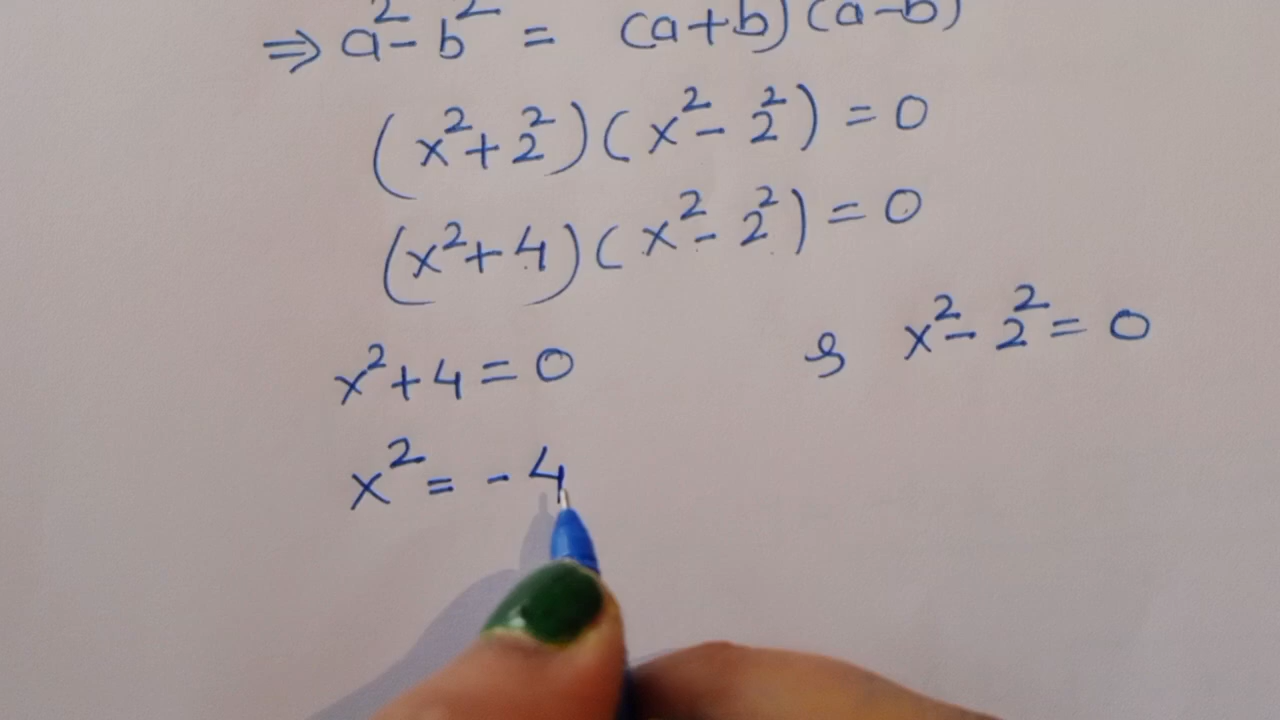 ⇒ a² - b² = (a+b)(a-b)
(x² + 2²)(x² - 2²) = 0
(x² + 4)(x² - 2²) = 0
x² + 4 = 0 & x² - 2² = 0
x² = -4